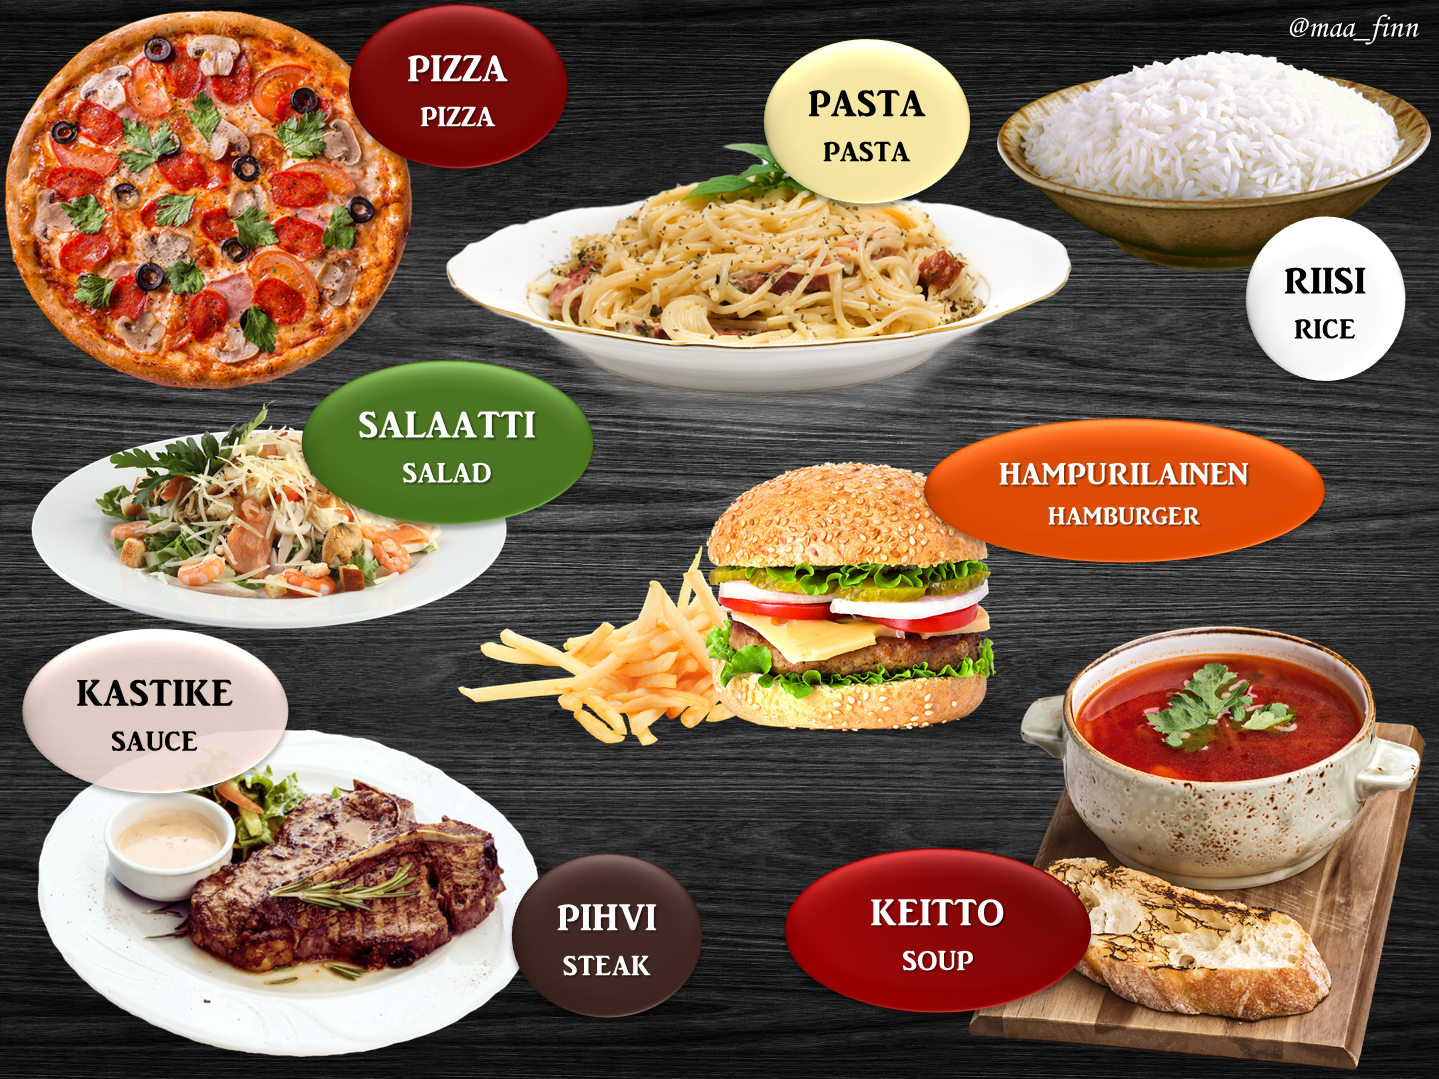 @maa_finn
PIZZA
PIZZA
PASTA
PASTA
RIISI
RICE
SALAATTI
SALAD
HAMPURILAINEN
HAMBURGER
KASTIKE
SAUCE
PIHVI
STEAK
KEITTO
SOUP